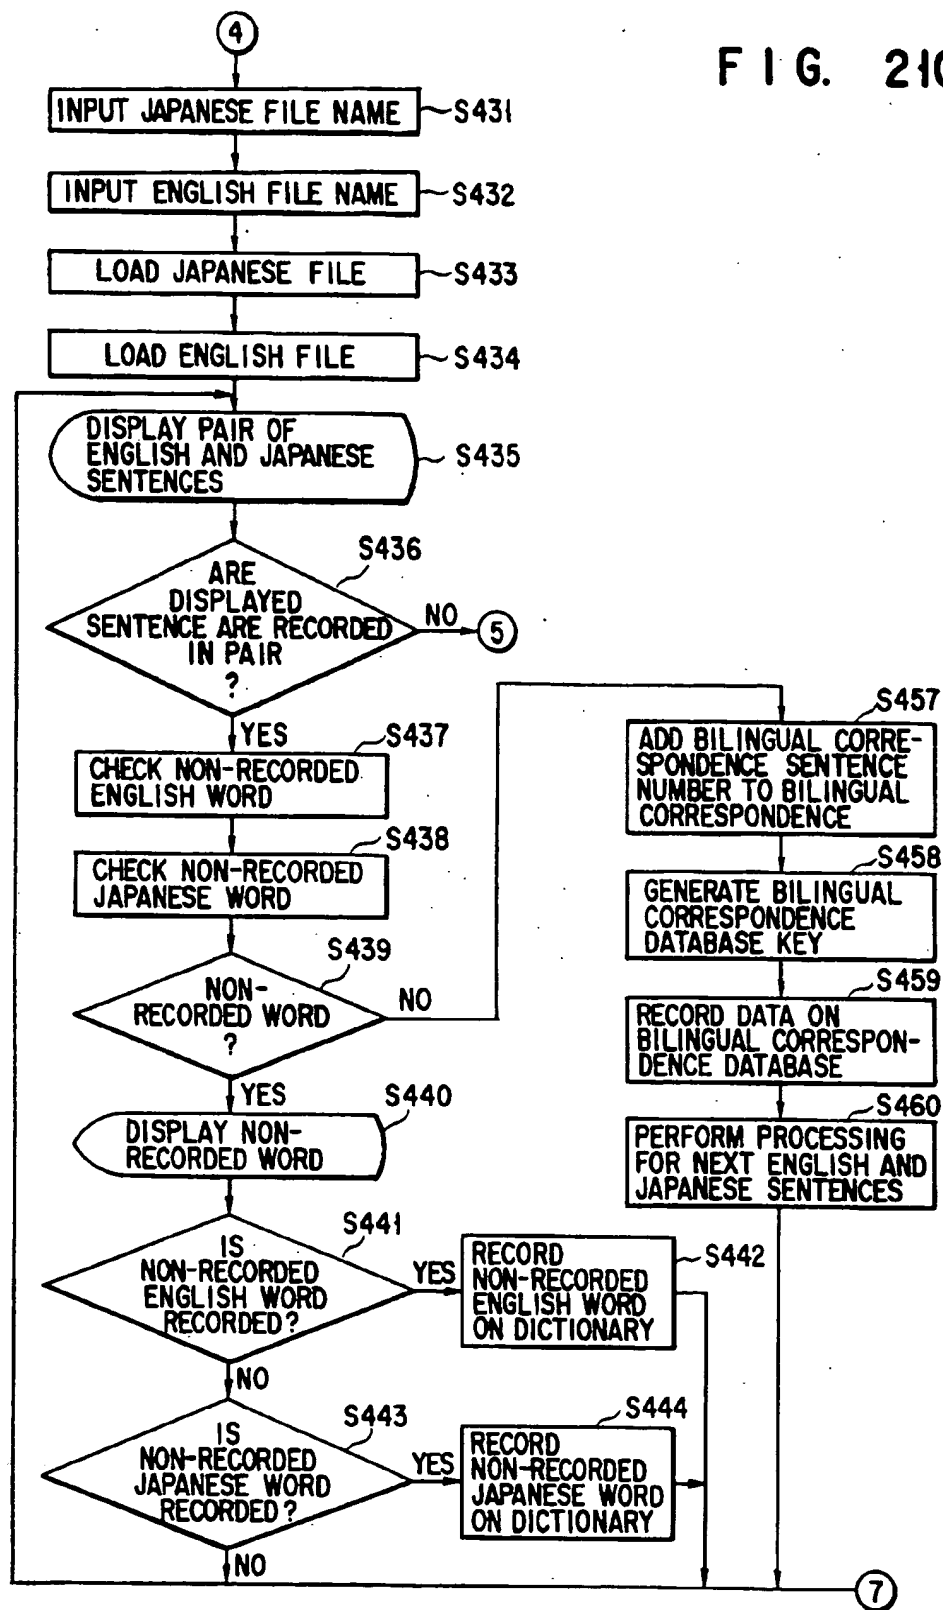 4
FIG. 210
INPUT JAPANESE FILE NAME
S431
INPUT ENGLISH FILE NAME
S432
LOAD JAPANESE FILE
S433
LOAD ENGLISH FILE
S434
DISPLAY PAIR OF
ENGLISH AND JAPANESE
SENTENCES
S435
S436
ARE
DISPLAYED
SENTENCE ARE RECORDED
IN PAIR
?
NO
5
YES
S437
CHECK NON-RECORDED
ENGLISH WORD
S438
CHECK NON-RECORDED
JAPANESE WORD
S439
NON-
RECORDED WORD
?
NO
YES
S440
DISPLAY NON-
RECORDED WORD
S441
IS
NON-RECORDED
ENGLISH WORD
RECORDED?
YES
S442
RECORD
NON-RECORDED
ENGLISH WORD
ON DICTIONARY
NO
S443
IS
NON-RECORDED
JAPANESE WORD
RECORDED?
YES
S444
RECORD
NON-RECORDED
JAPANESE WORD
ON DICTIONARY
NO
S457
ADD BILINGUAL CORRE-
SPONDENCE SENTENCE
NUMBER TO BILINGUAL
CORRESPONDENCE
S458
GENERATE BILINGUAL
CORRESPONDENCE
DATABASE KEY
S459
RECORD DATA ON
BILINGUAL CORRESPON-
DENCE DATABASE
S460
PERFORM PROCESSING
FOR NEXT ENGLISH AND
JAPANESE SENTENCES
7